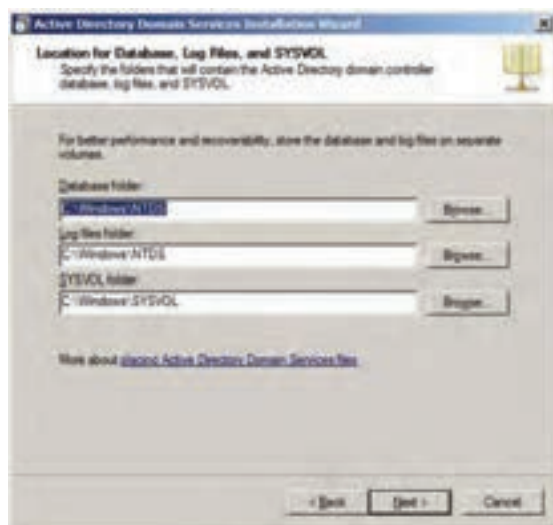 Active Directory Domain Services Installation Wizard
Location for Database, Log Files, and SYSVOL
Specify the folders that will contain the Active Directory domain controller
database, log files, and SYSVOL.
For better performance and recoverability, store the database and log files on separate
volumes.
Database folder:
C:\Windows\NTDS
Browse...
Log files folder:
C:\Windows\NTDS
Browse...
SYSVOL folder:
C:\Windows\SYSVOL
Browse...
More about placing Active Directory Domain Services files
< Back
Next >
Cancel